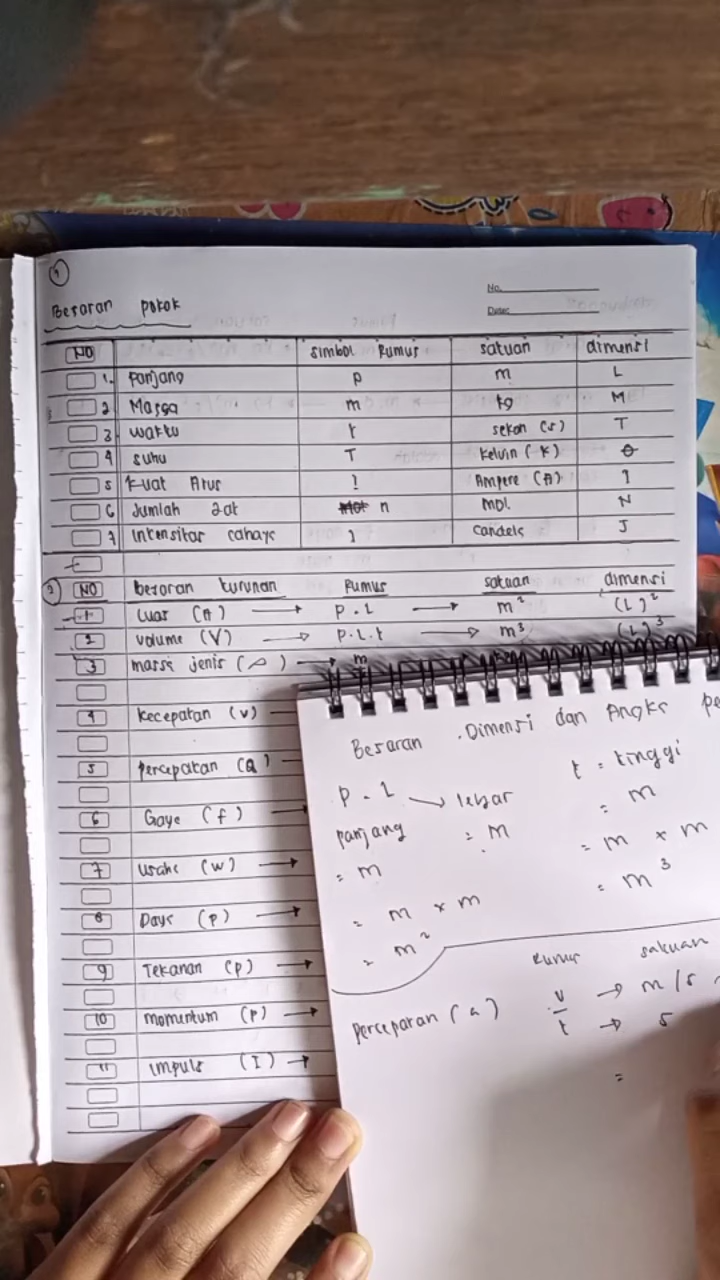 1
Besaran pokok
No.
Date:
NO simbol Rumus satuan dimensi
1. Panjang p m L
2 Massa m kg M
3 waktu t sekon (s) T
4 suhu T Kelvin (K) θ
5 Kuat Arus I Ampere (A) I
6 Jumlah zat n mol N
7 Intensitas cahaya J candela J
2 NO besaran turunan Rumus satuan dimensi
1 Luas (A) → P . L → m² (L)²
2 volume (V) → P.L.t → m³ (L)³
3 massa jenis (ρ) → m
4 kecepatan (v)
5 Percepatan (a)
6 Gaya (f) →
7 Usaha (w) →
8 Daya (p) →
9 Tekanan (p) →
10 momentum (p) →
11 Impuls (I) →
Besaran . Dimensi dan Angka
P . L → lebar
panjang = m
= m
= m x m
= m²
t = tinggi
= m
= m x m
= m³
Rumus satuan
percepatan (a) v/t → m/s
→ s
=